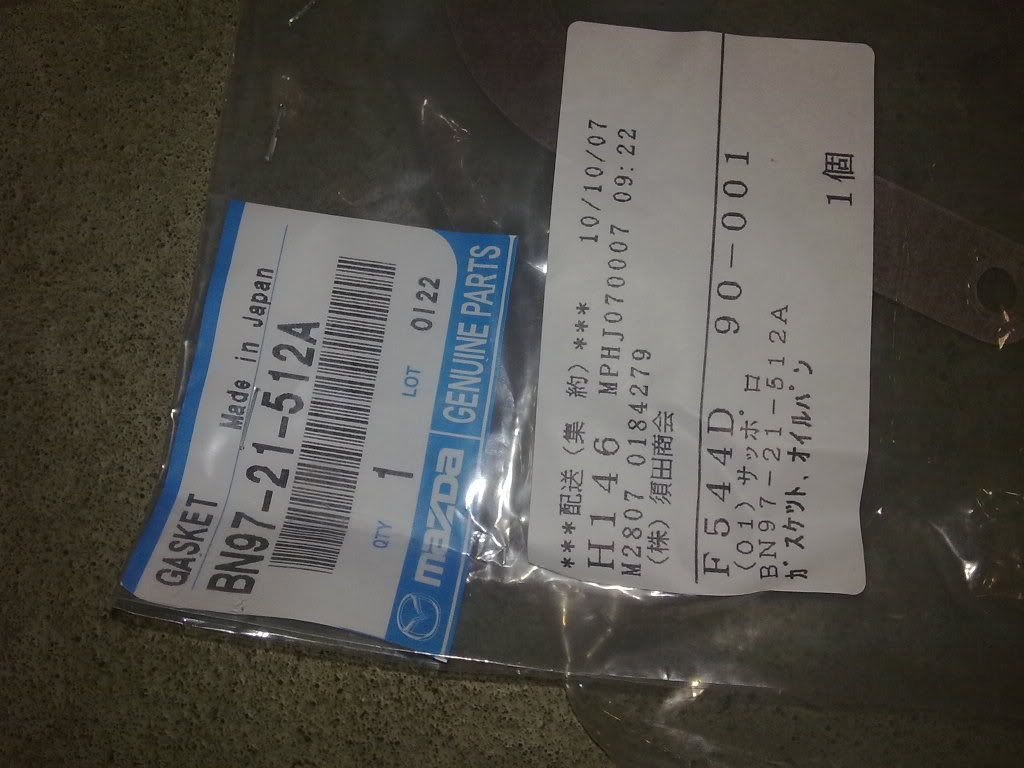 GASKET
Made in Japan
BN97-21-512A
QTY 1 LOT 0122
mazda GENUINE PARTS
***配送(集 約)*** 10/10/07
H146 MPHJ070007 09:22
M2807 0184279
(株)須田商会
F544D 90-001
(01)サッポ ロ
BN97-21-512A
ガスケット、オイルパン 1個